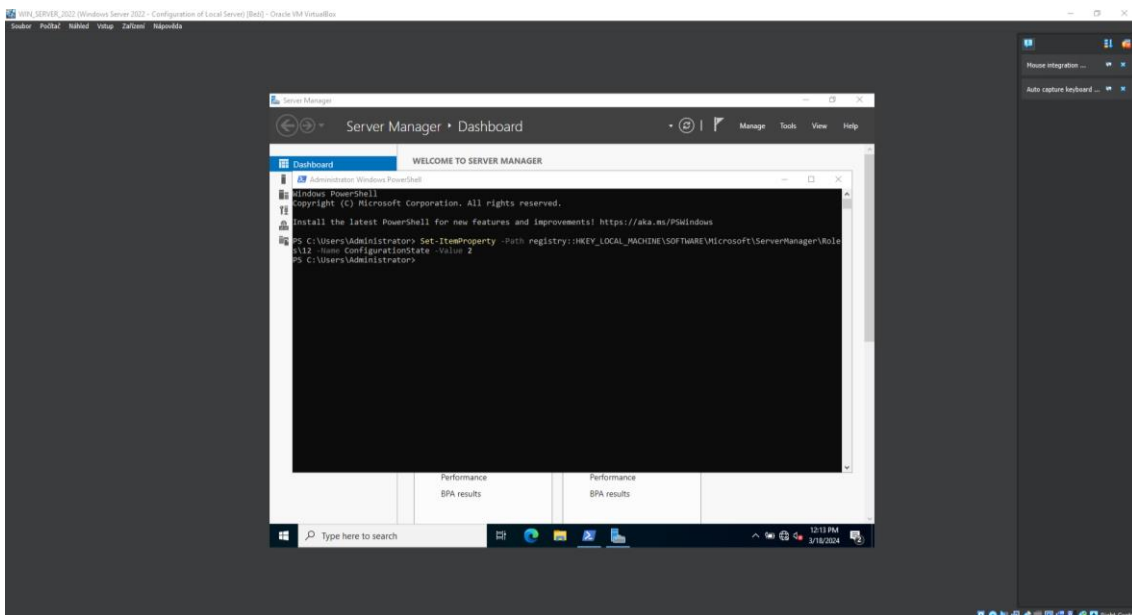 WIN_SERVER_2022 (Windows Server 2022 - Configuration of Local Server) [Běží] - Oracle VM VirtualBox
Soubor Počítač Náhled Vstup Zařízení Nápověda
Mouse integration ...
Auto capture keyboard ...
Server Manager
Server Manager • Dashboard
Manage Tools View Help
Dashboard
WELCOME TO SERVER MANAGER
Administrator: Windows PowerShell
Windows PowerShell
Copyright (C) Microsoft Corporation. All rights reserved.
Install the latest PowerShell for new features and improvements! https://aka.ms/PSWindows
PS C:\Users\Administrator> Set-ItemProperty -Path registry::HKEY_LOCAL_MACHINE\SOFTWARE\Microsoft\ServerManager\Role
s\12 -Name ConfigurationState -Value 2
PS C:\Users\Administrator>
Performance Performance
BPA results BPA results
Type here to search
12:13 PM
3/18/2024
2